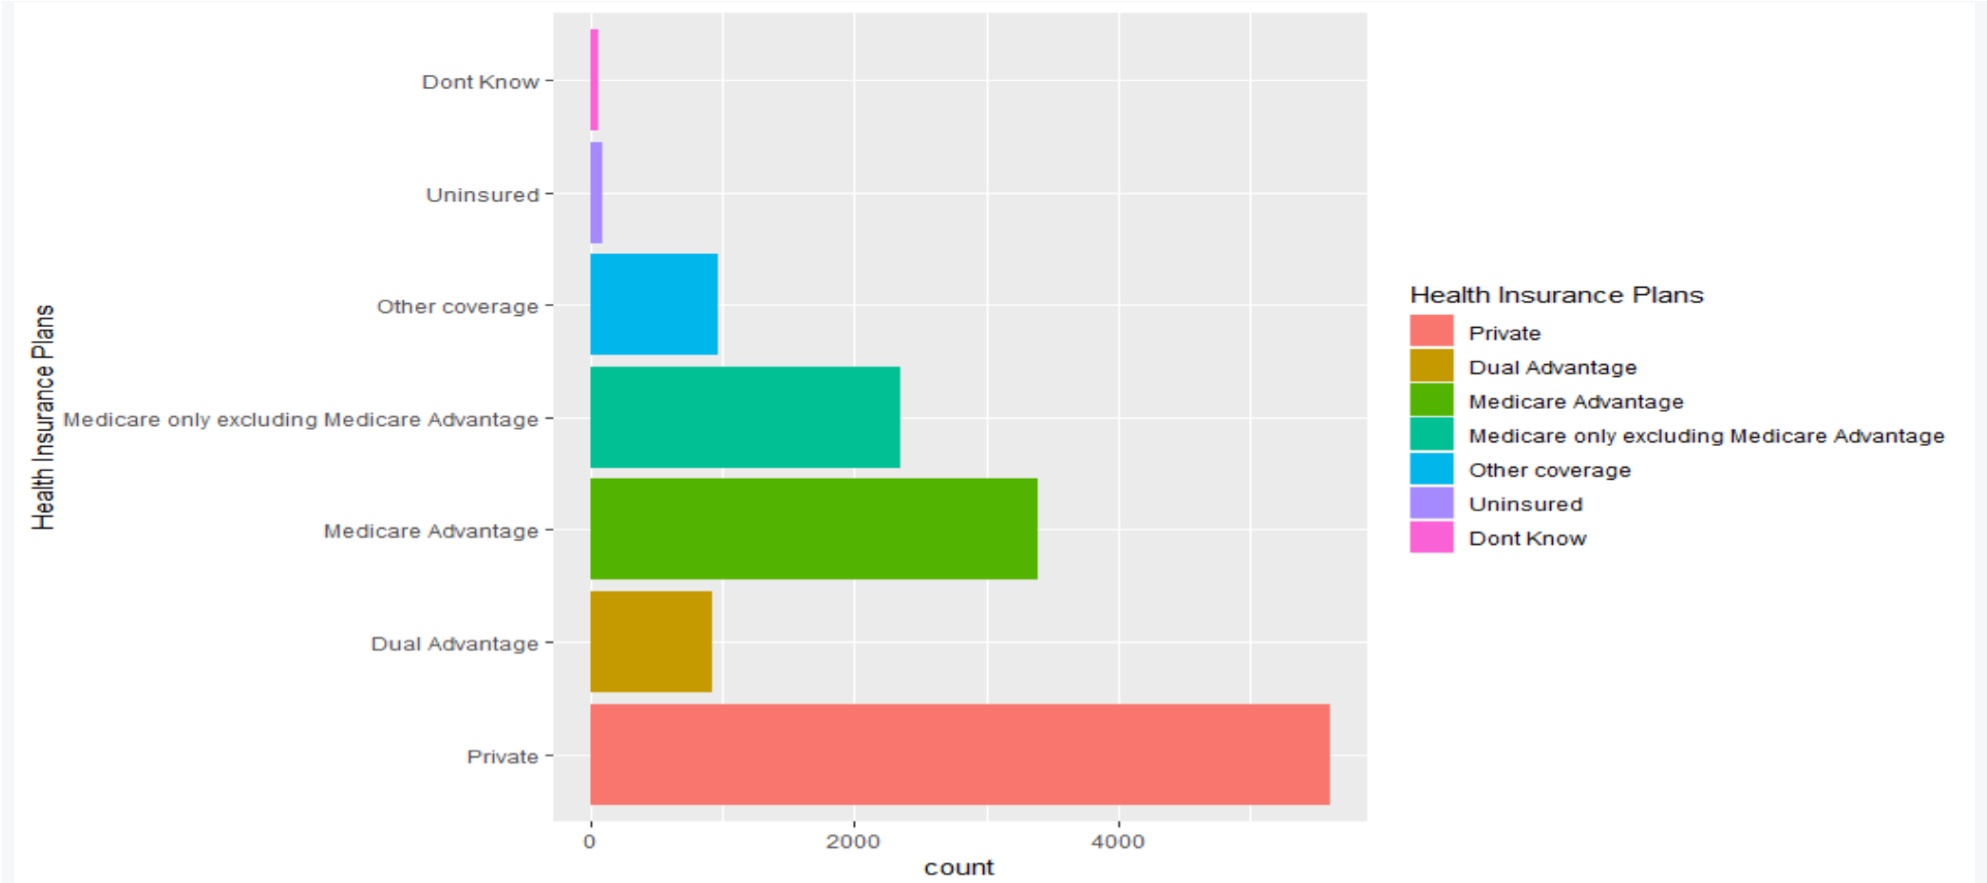 Health Insurance Plans
Dont Know
Uninsured
Other coverage
Medicare only excluding Medicare Advantage
Medicare Advantage
Dual Advantage
Private
0
2000
4000
count
Health Insurance Plans
Private
Dual Advantage
Medicare Advantage
Medicare only excluding Medicare Advantage
Other coverage
Uninsured
Dont Know